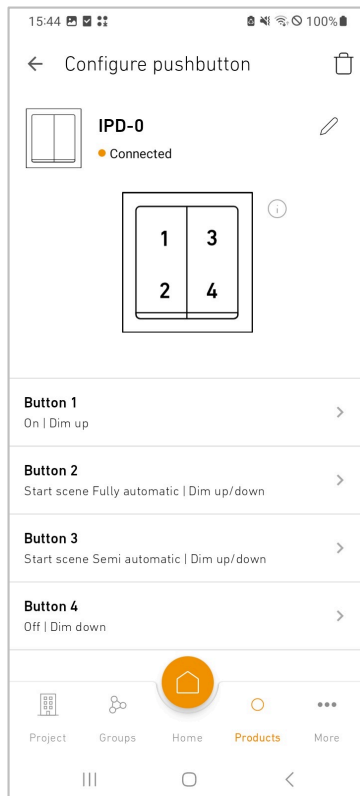 15:44 100%
Configure pushbutton
IPD-0
Connected
1 3
2 4
Button 1
On | Dim up
Button 2
Start scene Fully automatic | Dim up/down
Button 3
Start scene Semi automatic | Dim up/down
Button 4
Off | Dim down
Project Groups Home Products More